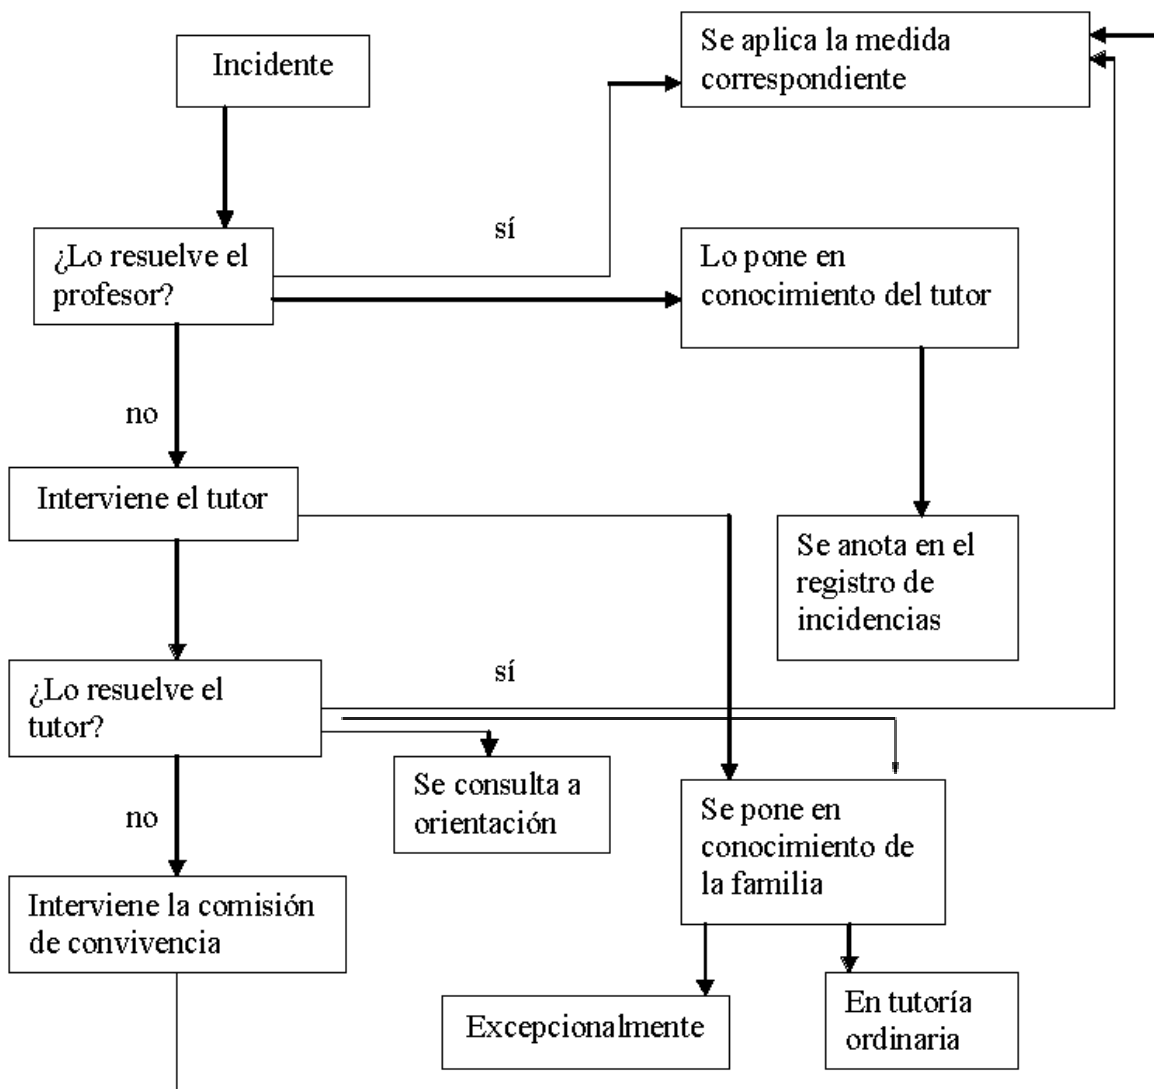 Incidente
Se aplica la medida
correspondiente
sí
¿Lo resuelve el
profesor?
Lo pone en
conocimiento del tutor
no
Interviene el tutor
Se anota en el
registro de
incidencias
sí
¿Lo resuelve el
tutor?
Se consulta a
orientación
Se pone en
conocimiento de
la familia
no
Interviene la comisión
de convivencia
Excepcionalmente
En tutoría
ordinaria